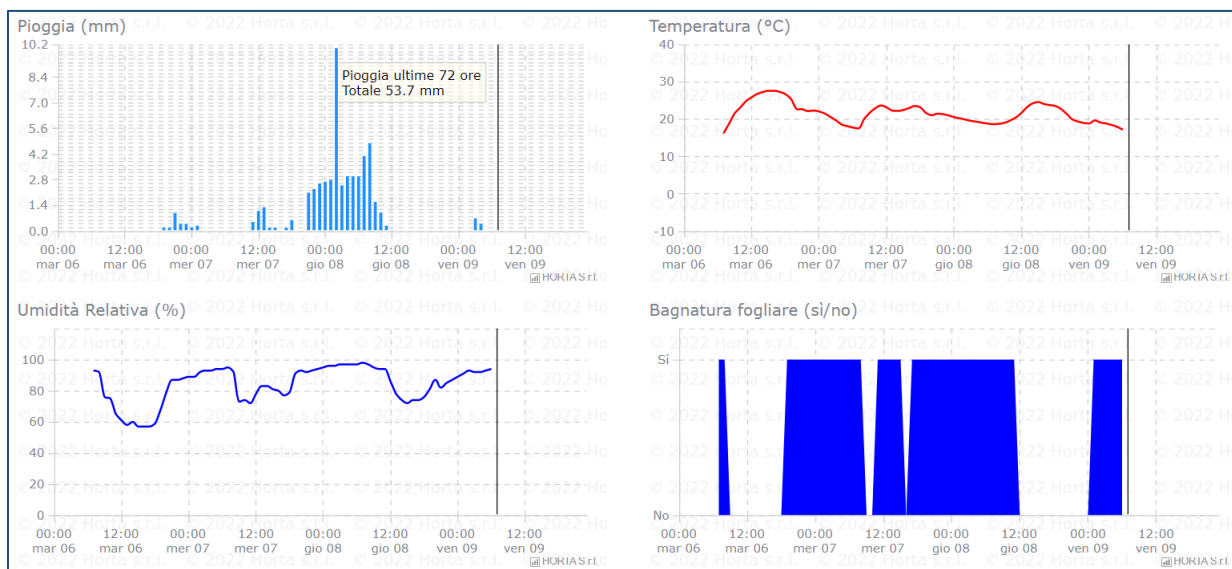 Pioggia (mm)
10.2
8.4
7.0
5.6
4.2
2.8
1.4
0.0
Pioggia ultime 72 ore
Totale 53.7 mm
00:00 12:00 00:00 12:00 00:00 12:00 00:00 12:00
mar 06 mar 06 mer 07 mer 07 gio 08 gio 08 ven 09 ven 09
HORTA S.r.l.
Temperatura (°C)
40
30
20
10
0
-10
00:00 12:00 00:00 12:00 00:00 12:00 00:00 12:00
mar 06 mar 06 mer 07 mer 07 gio 08 gio 08 ven 09 ven 09
HORTA S.r.l.
Umidità Relativa (%)
100
80
60
40
20
0
00:00 12:00 00:00 12:00 00:00 12:00 00:00 12:00
mar 06 mar 06 mer 07 mer 07 gio 08 gio 08 ven 09 ven 09
HORTA S.r.l.
Bagnatura fogliare (sì/no)
Si
No
00:00 12:00 00:00 12:00 00:00 12:00 00:00 12:00
mar 06 mar 06 mer 07 mer 07 gio 08 gio 08 ven 09 ven 09
HORTA S.r.l.
© 2022 Horta s.r.l.